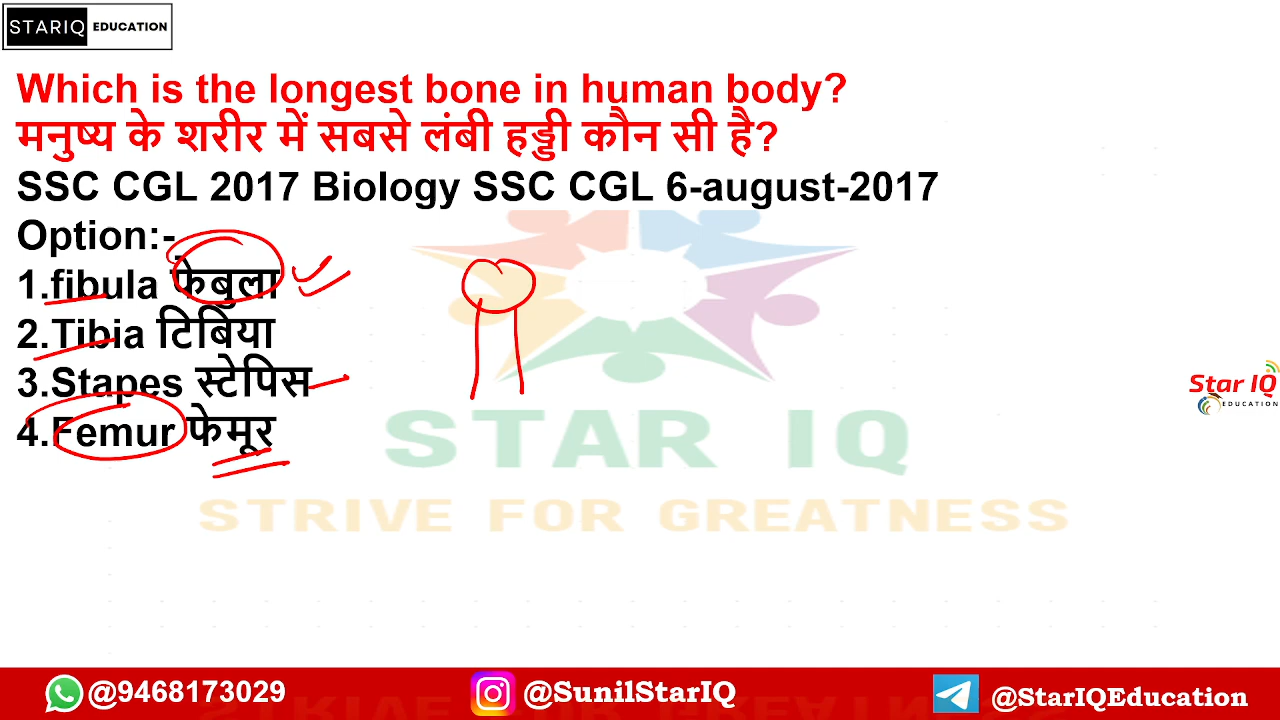 STARIQ EDUCATION
Which is the longest bone in human body?
मनुष्य के शरीर में सबसे लंबी हड्डी कौन सी है?
SSC CGL 2017 Biology SSC CGL 6-august-2017
Option:-
1.fibula फेबुला
2.Tibia टिबिया
3.Stapes स्टेपिस
4.Femur फेमूर
STAR IQ
STRIVE FOR GREATNESS
Star IQ
EDUCATION
@9468173029 @SunilStarIQ @StarIQEducation